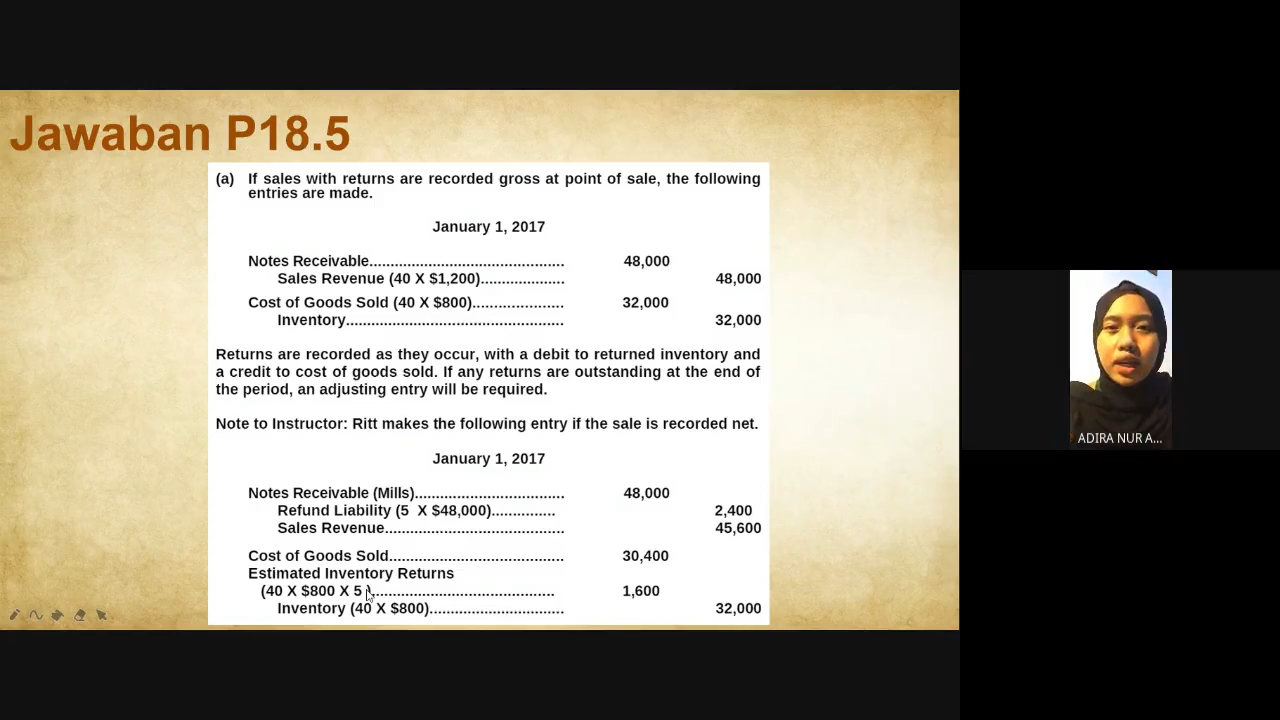 Jawaban P18.5
(a) If sales with returns are recorded gross at point of sale, the following
entries are made.
January 1, 2017
Notes Receivable.................................................. 48,000
Sales Revenue (40 X $1,200).................... 48,000
Cost of Goods Sold (40 X $800)...................... 32,000
Inventory...................................................... 32,000
Returns are recorded as they occur, with a debit to returned inventory and
a credit to cost of goods sold. If any returns are outstanding at the end of
the period, an adjusting entry will be required.
Note to Instructor: Ritt makes the following entry if the sale is recorded net.
January 1, 2017
Notes Receivable (Mills)..................................... 48,000
Refund Liability (5 X $48,000)............... 2,400
Sales Revenue............................................. 45,600
Cost of Goods Sold........................................... 30,400
Estimated Inventory Returns
(40 X $800 X 5 )............................................. 1,600
Inventory (40 X $800).................................. 32,000
ADIRA NUR A...